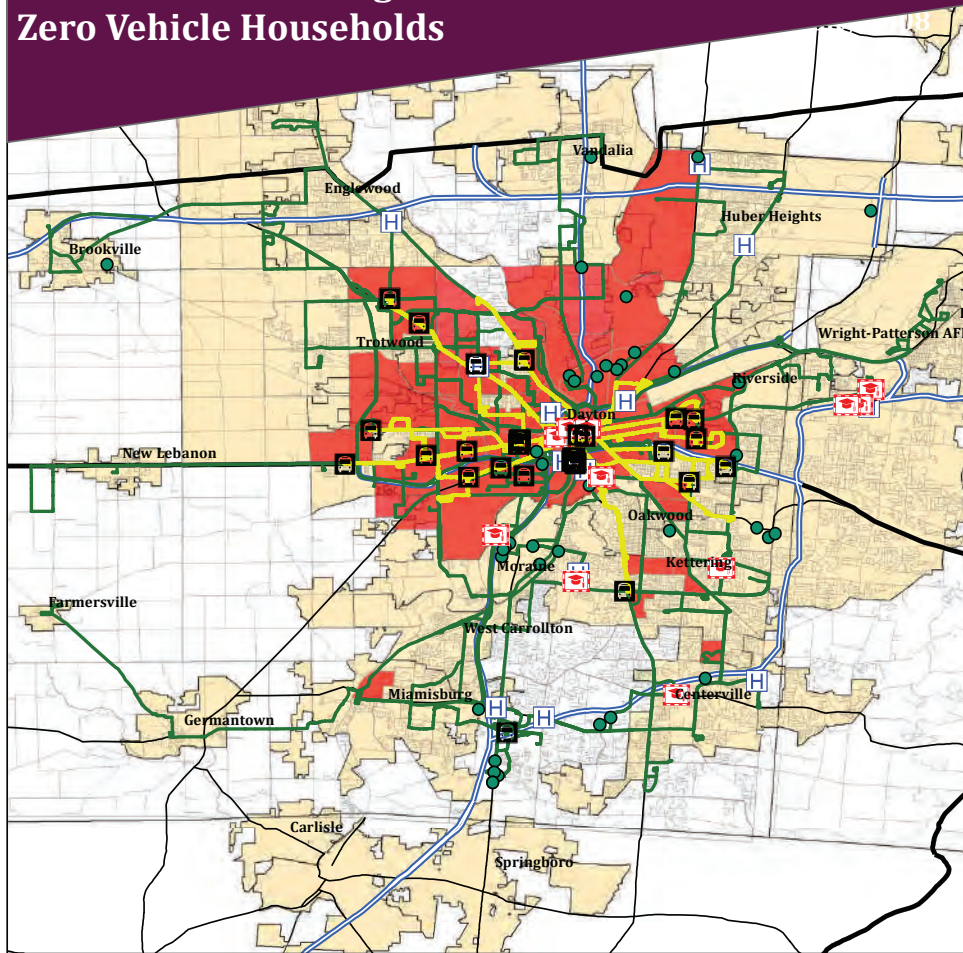 Zero Vehicle Households
Vandalia
Englewood
H
Huber Heights
H
H
Brookville
Wright-Patterson AF
Trotwood
Riverside
H
H
Dayton
New Lebanon
Oakwood
Kettering
Moraine
Farmersville
West Carrollton
H
Miamisburg
Centerville
H
H
Germantown
Carlisle
Springboro